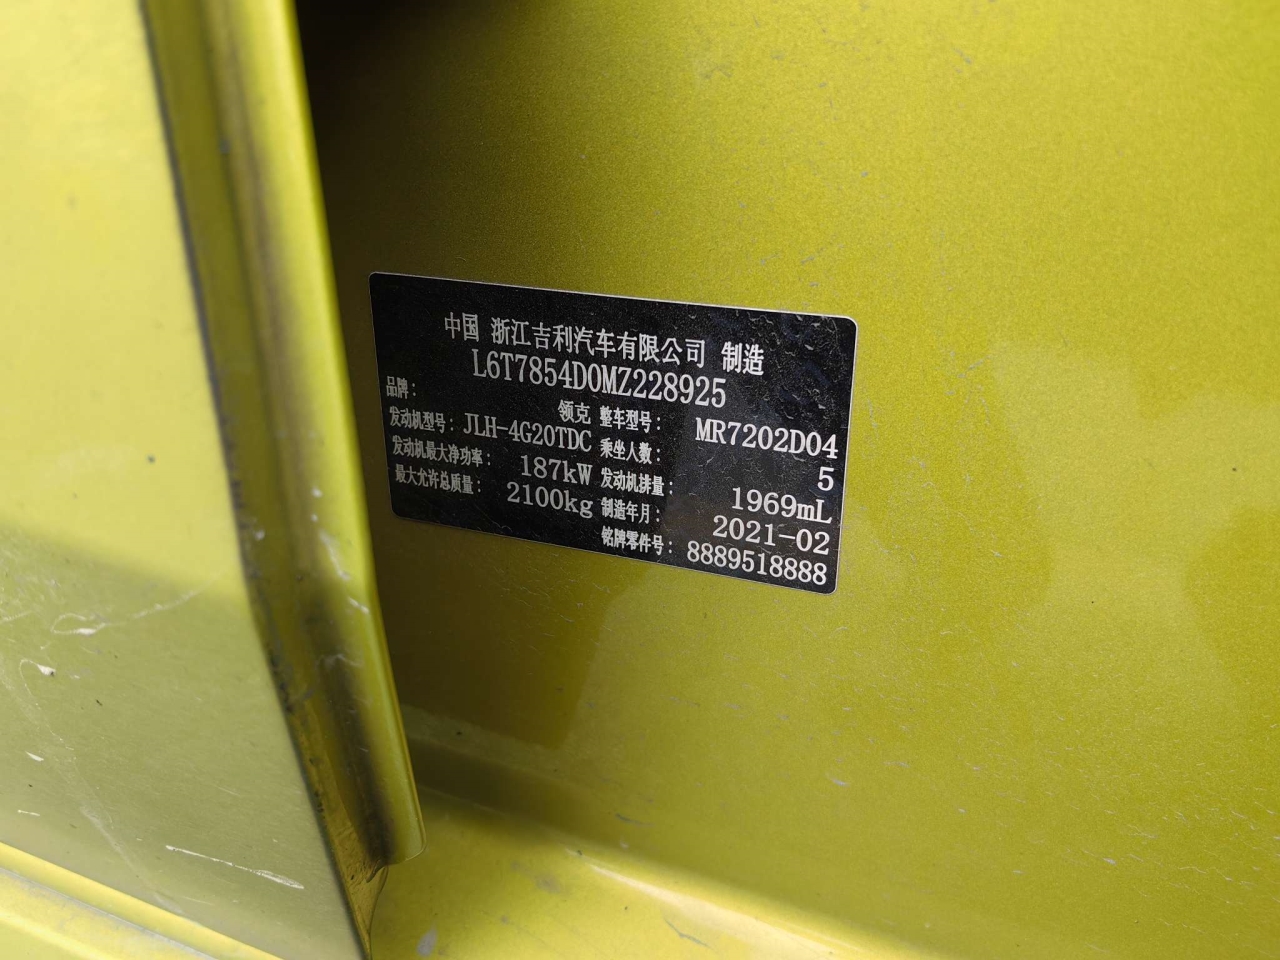 中国 浙江吉利汽车有限公司 制造
L6T7854D0MZ228925
品牌: 领克 整车型号: MR7202D04
发动机型号: JLH-4G20TDC 乘坐人数: 5
发动机最大净功率: 187kW 发动机排量: 1969mL
最大允许总质量: 2100kg 制造年月: 2021-02
铭牌零件号: 8889518888